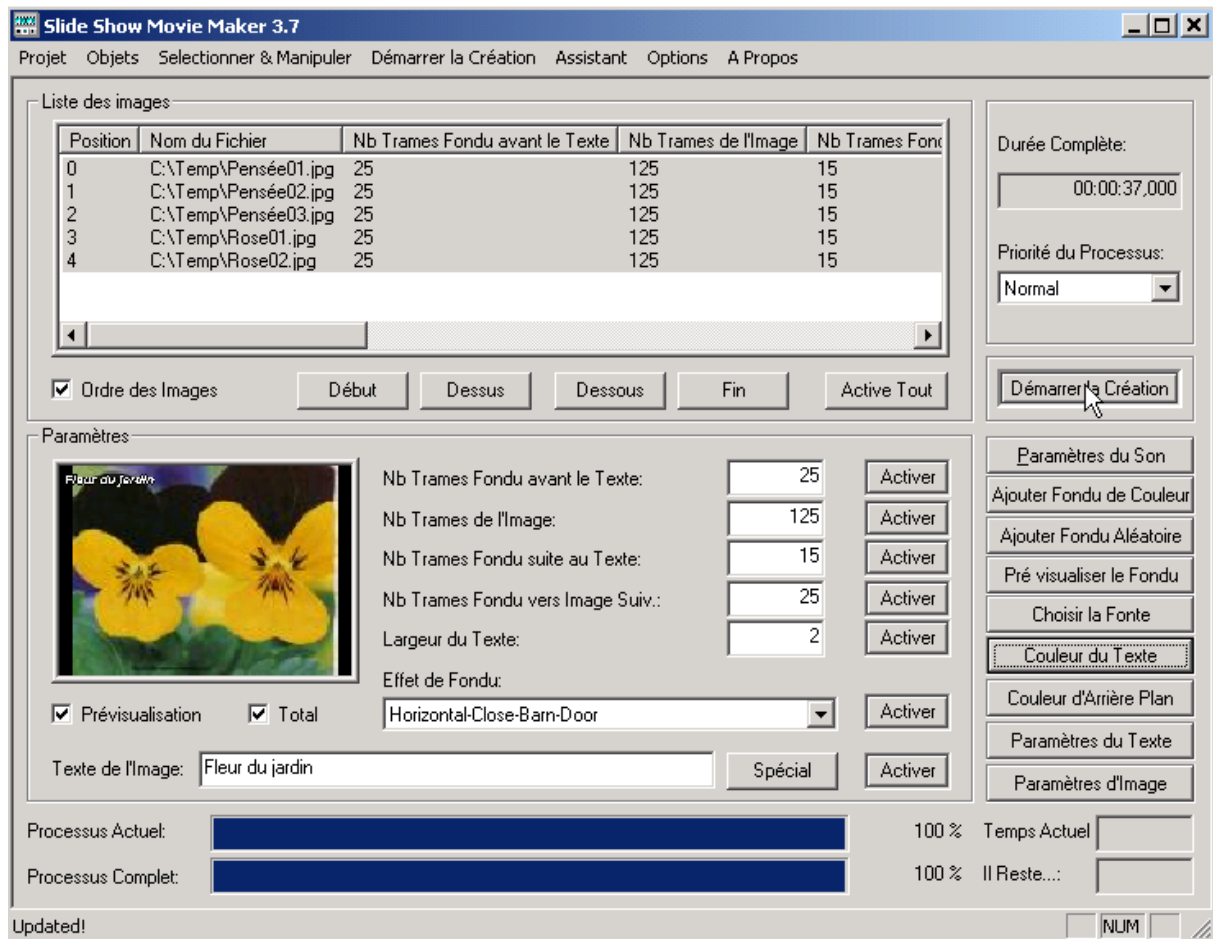 Slide Show Movie Maker 3.7
Projet Objets Selectionner & Manipuler Démarrer la Création Assistant Options A Propos
Liste des images
Position Nom du Fichier Nb Trames Fondu avant le Texte Nb Trames de l'Image Nb Trames Fond
0 C:\Temp\Pensée01.jpg 25 125 15
1 C:\Temp\Pensée02.jpg 25 125 15
2 C:\Temp\Pensée03.jpg 25 125 15
3 C:\Temp\Rose01.jpg 25 125 15
4 C:\Temp\Rose02.jpg 25 125 15
Ordre des Images Début Dessus Dessous Fin Active Tout
Durée Complète:
00:00:37,000
Priorité du Processus:
Normal
Démarrer la Création
Paramètres
Fleur du jardin
Nb Trames Fondu avant le Texte: 25 Activer
Nb Trames de l'Image: 125 Activer
Nb Trames Fondu suite au Texte: 15 Activer
Nb Trames Fondu vers Image Suiv.: 25 Activer
Largeur du Texte: 2 Activer
Effet de Fondu:
Prévisualisation Total Horizontal-Close-Barn-Door Activer
Texte de l'Image: Fleur du jardin Spécial Activer
Paramètres du Son
Ajouter Fondu de Couleur
Ajouter Fondu Aléatoire
Pré visualiser le Fondu
Choisir la Fonte
Couleur du Texte
Couleur d'Arrière Plan
Paramètres du Texte
Paramètres d'Image
Processus Actuel: 100 % Temps Actuel
Processus Complet: 100 % Il Reste...:
Updated! NUM